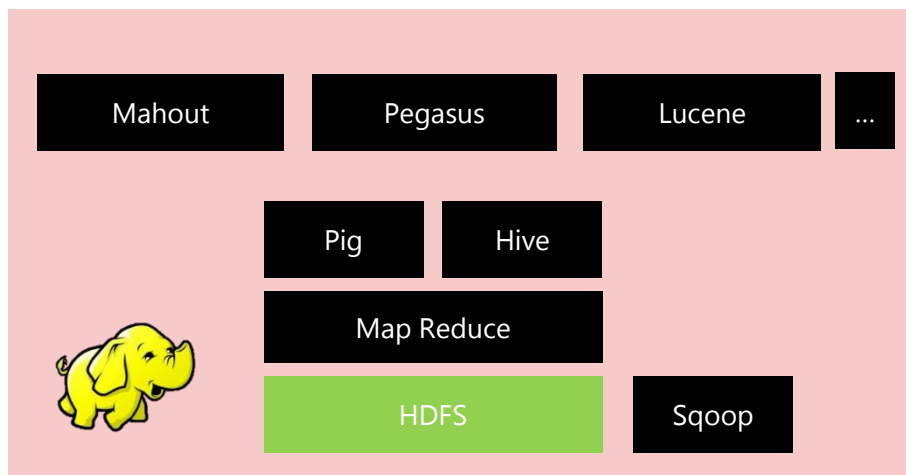 Mahout
Pegasus
Lucene
...
Pig
Hive
Map Reduce
HDFS
Sqoop